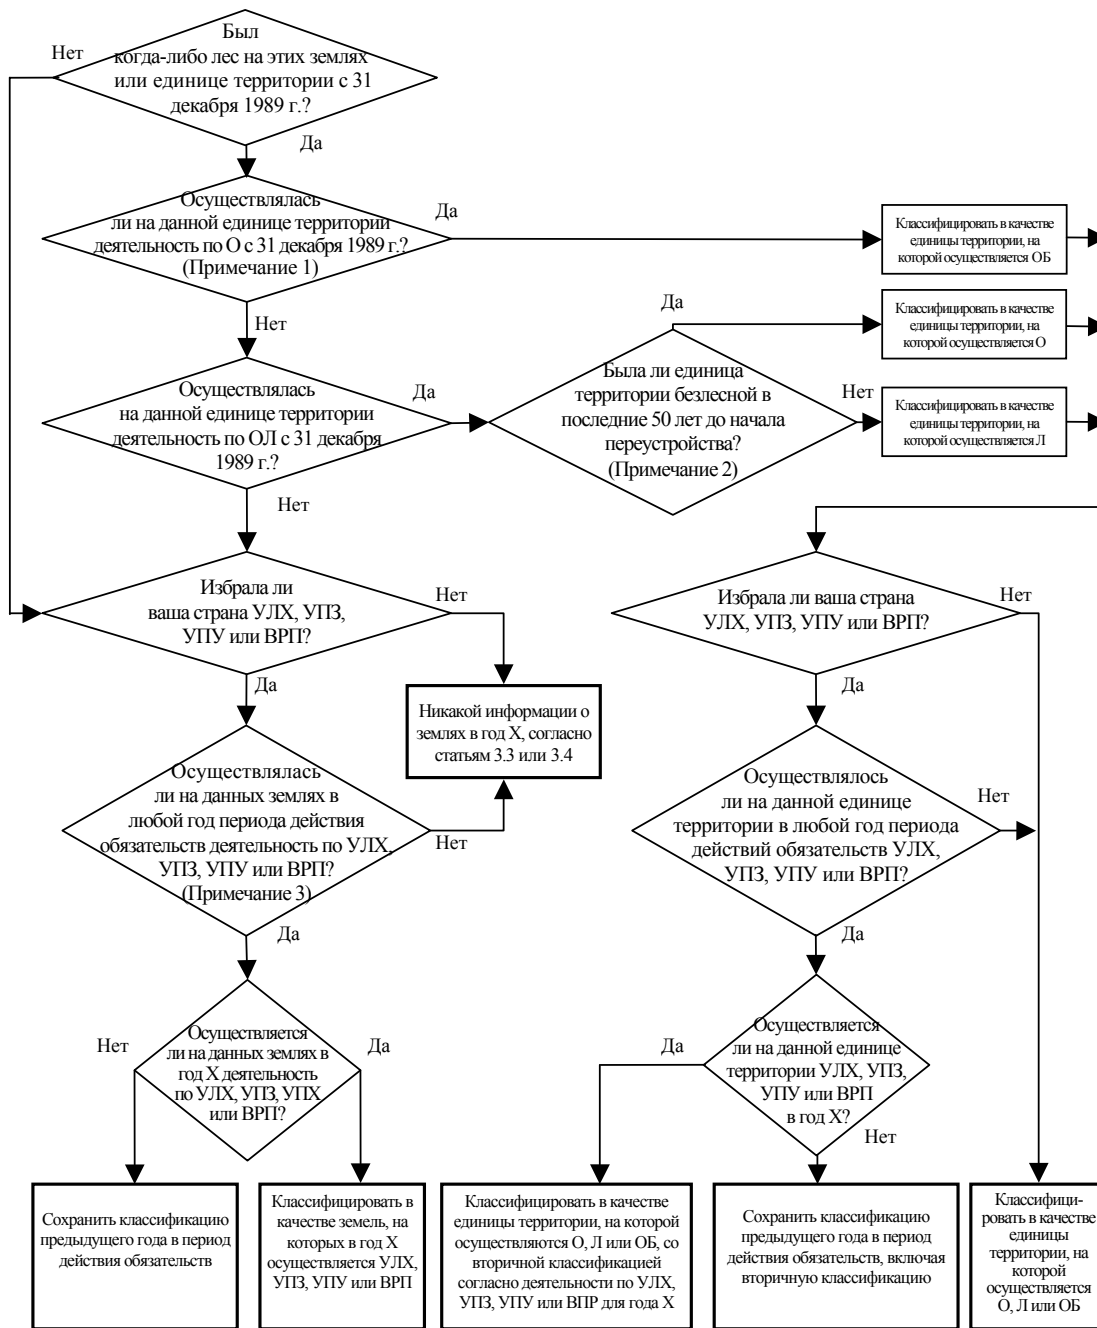 Был
когда-либо лес на этих землях
или единице территории с 31
декабря 1989 г.?
Нет
Да
Осуществлялась
ли на данной единице территории
деятельность по О с 31 декабря 1989 г.?
(Примечание 1)
Да
Классифицировать в качестве
единицы территории, на
которой осуществляется ОБ
Нет
Осуществлялась
на данной единице территории
деятельность по ОЛ с 31 декабря
1989 г.?
Да
Была ли единица
территории безлесной в
последние 50 лет до начала
переустройства?
(Примечание 2)
Да
Классифицировать в качестве
единицы территории, на
которой осуществляется О
Нет
Классифицировать в качестве
единицы территории, на
которой осуществляется Л
Нет
Избрала ли
ваша страна УЛХ, УПЗ,
УПУ или ВРП?
Нет
Да
Никакой информации о
землях в год X, согласно
статьям 3.3 или 3.4
Осуществлялась
ли на данных землях в
любой год периода действия
обязательств деятельность по УЛХ,
УПЗ, УПУ или ВРП?
(Примечание 3)
Нет
Да
Осуществляется
ли на данных землях в
год X деятельность
по УЛХ, УПЗ, УПХ
или ВРП?
Нет
Да
Сохранить классификацию
предыдущего года в период
действия обязательств
Классифицировать в
качестве земель, на
которых в год X
осуществляется УЛХ,
УПЗ, УПУ или ВРП
Избрала ли ваша страна
УЛХ, УПЗ, УПУ или ВРП?
Нет
Да
Осуществлялось
ли на данной единице
территории в любой год периода
действий обязательств УЛХ,
УПЗ, УПУ или ВРП?
Нет
Да
Осуществляется
ли на данной единице
территории УЛХ, УПЗ,
УПУ или ВРП
в год X?
Да
Нет
Классифицировать в качестве
единицы территории, на которой
осуществляются О, Л или ОБ, со
вторичной классификацией
согласно деятельности по УЛХ,
УПЗ, УПУ или ВПР для года X
Сохранить классификацию
предыдущего года в период
действия обязательств, включая
вторичную классификацию
Классифици-
ровать в качестве
единицы
территории, на
которой
осуществляется
О, Л или ОБ